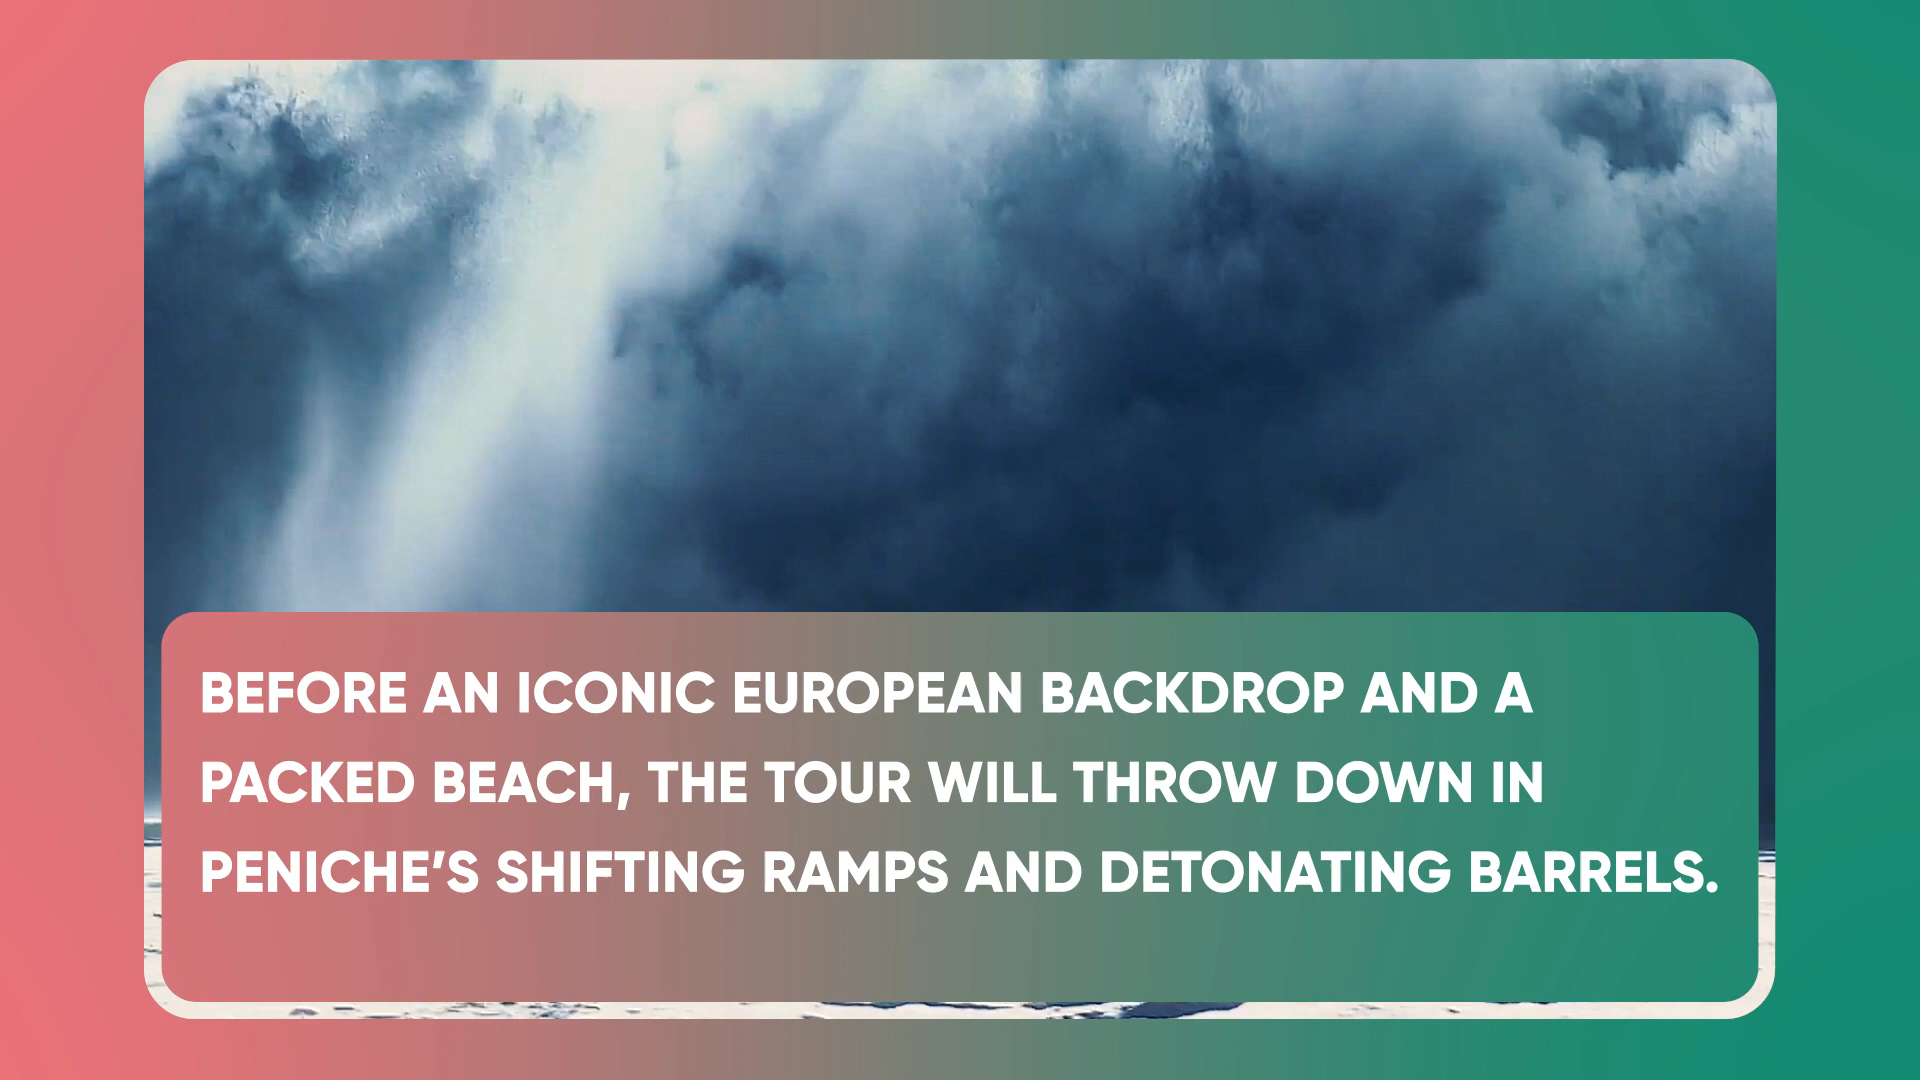 BEFORE AN ICONIC EUROPEAN BACKDROP AND A
PACKED BEACH, THE TOUR WILL THROW DOWN IN
PENICHE’S SHIFTING RAMPS AND DETONATING BARRELS.